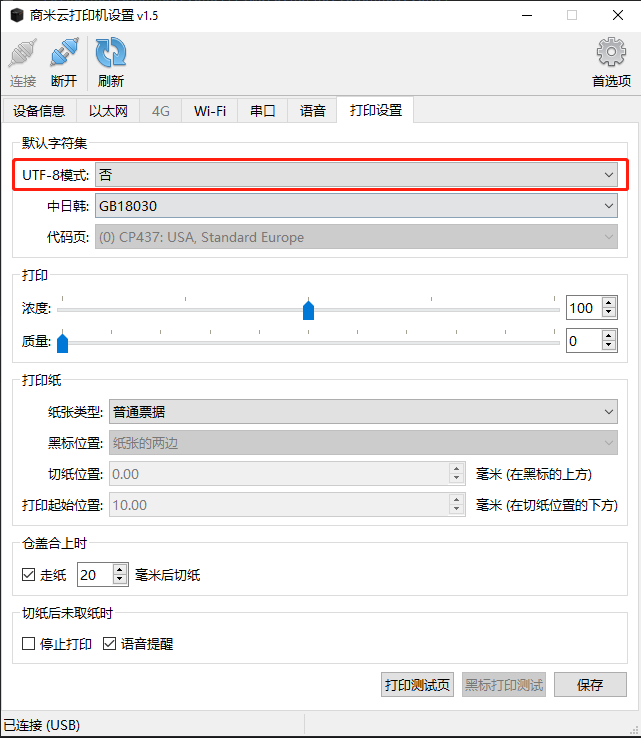 商米云打印机设置 v1.5
连接 断开 刷新 首选项
设备信息 以太网 4G Wi-Fi 串口 语音 打印设置
默认字符集
UTF-8模式: 否
中日韩: GB18030
代码页: (0) CP437: USA, Standard Europe
打印
浓度: 100
质量: 0
打印纸
纸张类型: 普通票据
黑标位置: 纸张的两边
切纸位置: 0.00 毫米 (在黑标的上方)
打印起始位置: 10.00 毫米 (在切纸位置的下方)
仓盖合上时
走纸 20 毫米后切纸
切纸后未取纸时
停止打印 语音提醒
打印测试页 黑标打印测试 保存
已连接 (USB)